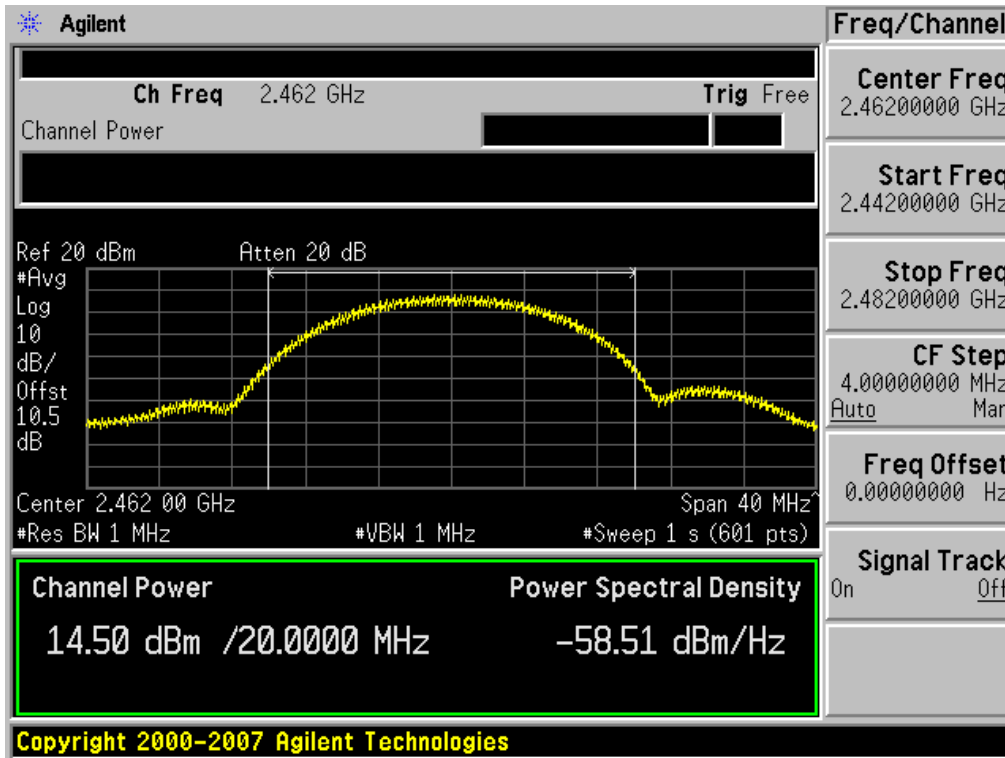 Agilent
Freq/Channel
Ch Freq 2.462 GHz Trig Free
Channel Power
Center Freq
2.46200000 GHz
Start Freq
2.44200000 GHz
Stop Freq
2.48200000 GHz
CF Step
4.00000000 MHz
Auto Man
Freq Offset
0.00000000 Hz
Signal Track
On Off
Ref 20 dBm Atten 20 dB
#Avg
Log
10
dB/
Offst
10.5
dB
Center 2.462 00 GHz Span 40 MHz^
#Res BW 1 MHz #VBW 1 MHz #Sweep 1 s (601 pts)
Channel Power Power Spectral Density
14.50 dBm /20.0000 MHz -58.51 dBm/Hz
Copyright 2000-2007 Agilent Technologies